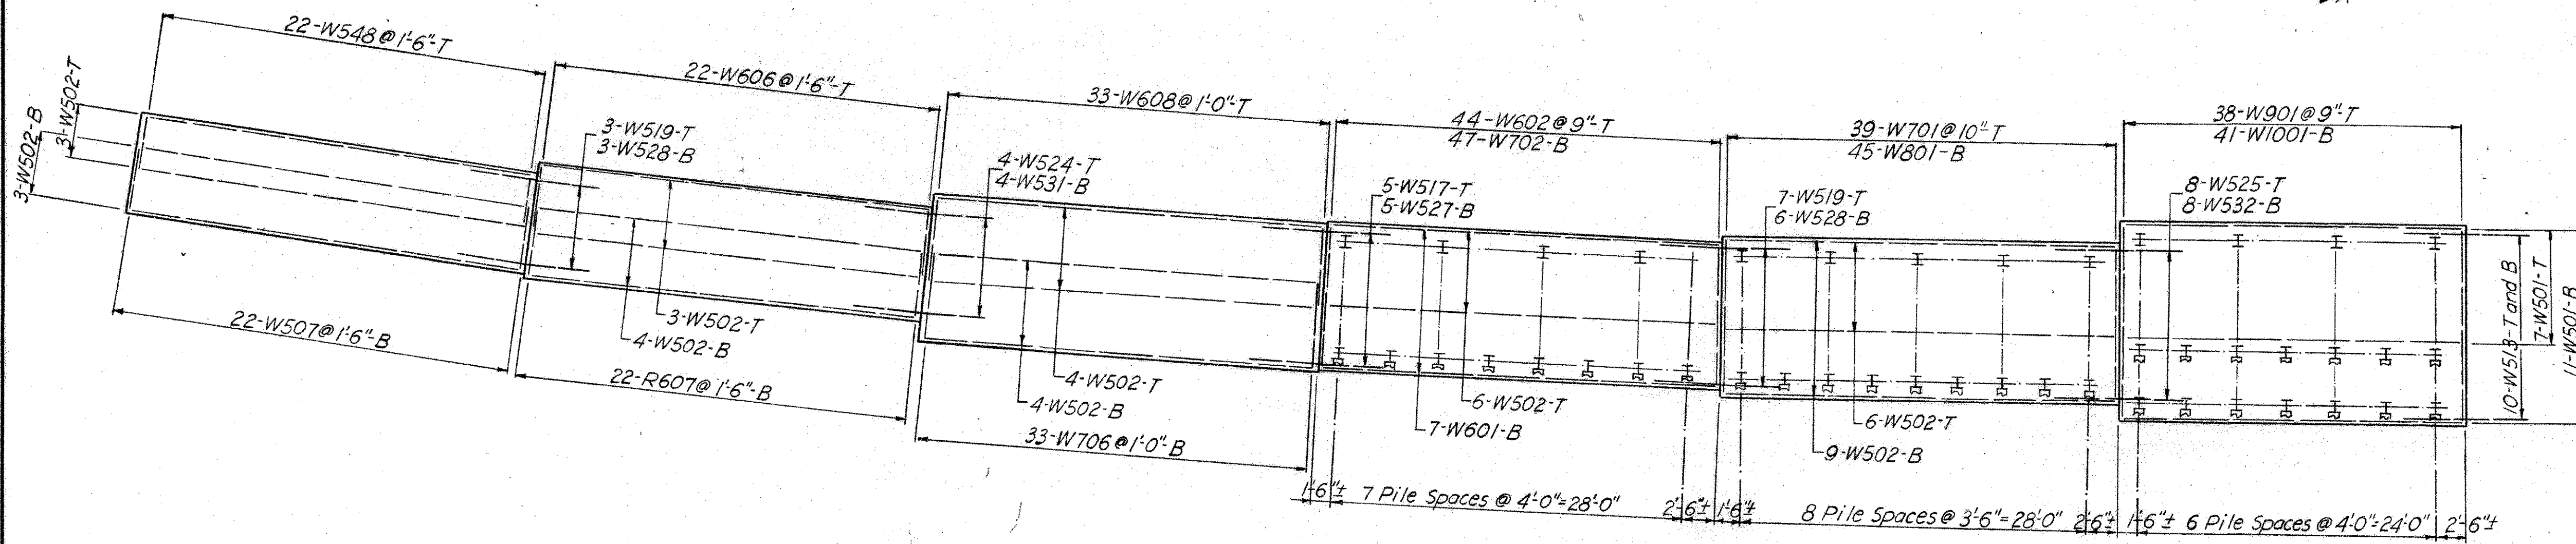 22-W548@1'-6"-T
3-W502-T
3-W502-B
22-W507@1'-6"-B
22-W606@1'-6"-T
3-W519-T
3-W528-B
3-W502-T
4-W502-B
22-R607@1'-6"-B
33-W608@1'-0"-T
4-W524-T
4-W531-B
4-W502-T
4-W502-B
33-W706@1'-0"-B
44-W602@9"-T
47-W702-B
5-W517-T
5-W527-B
6-W502-T
7-W601-B
1'-6"± 7 Pile Spaces @ 4'-0"=28'-0" 2'-6"±
39-W701@10"-T
45-W801-B
7-W519-T
6-W528-B
6-W502-T
9-W502-B
1'-6"± 8 Pile Spaces @ 3'-6"=28'-0" 2'-6"±
38-W901@9"-T
41-W1001-B
8-W525-T
8-W532-B
10-W513-T and B
7-W501-T
11-W501-B
1'-6"± 6 Pile Spaces @ 4'-0"=24'-0" 2'-6"±